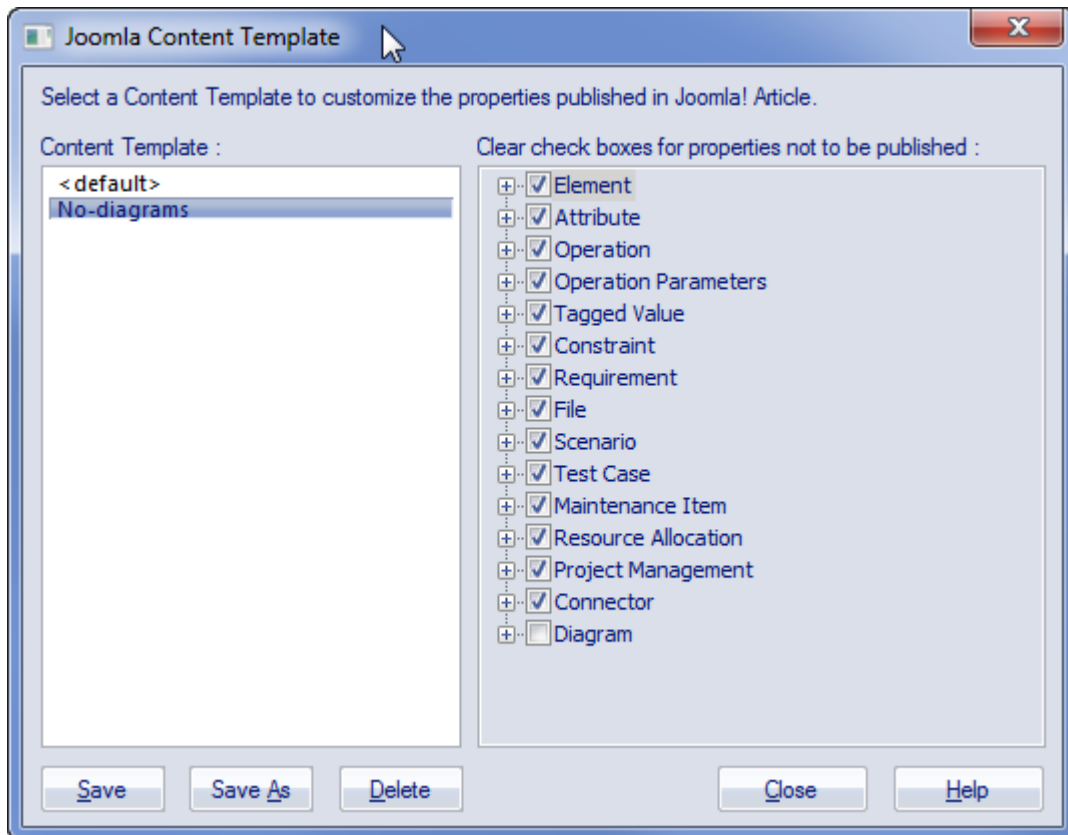 Joomla Content Template
Select a Content Template to customize the properties published in Joomla! Article.
Content Template :
<default>
No-diagrams
Clear check boxes for properties not to be published :
Element
Attribute
Operation
Operation Parameters
Tagged Value
Constraint
Requirement
File
Scenario
Test Case
Maintenance Item
Resource Allocation
Project Management
Connector
Diagram
Save Save As Delete Close Help